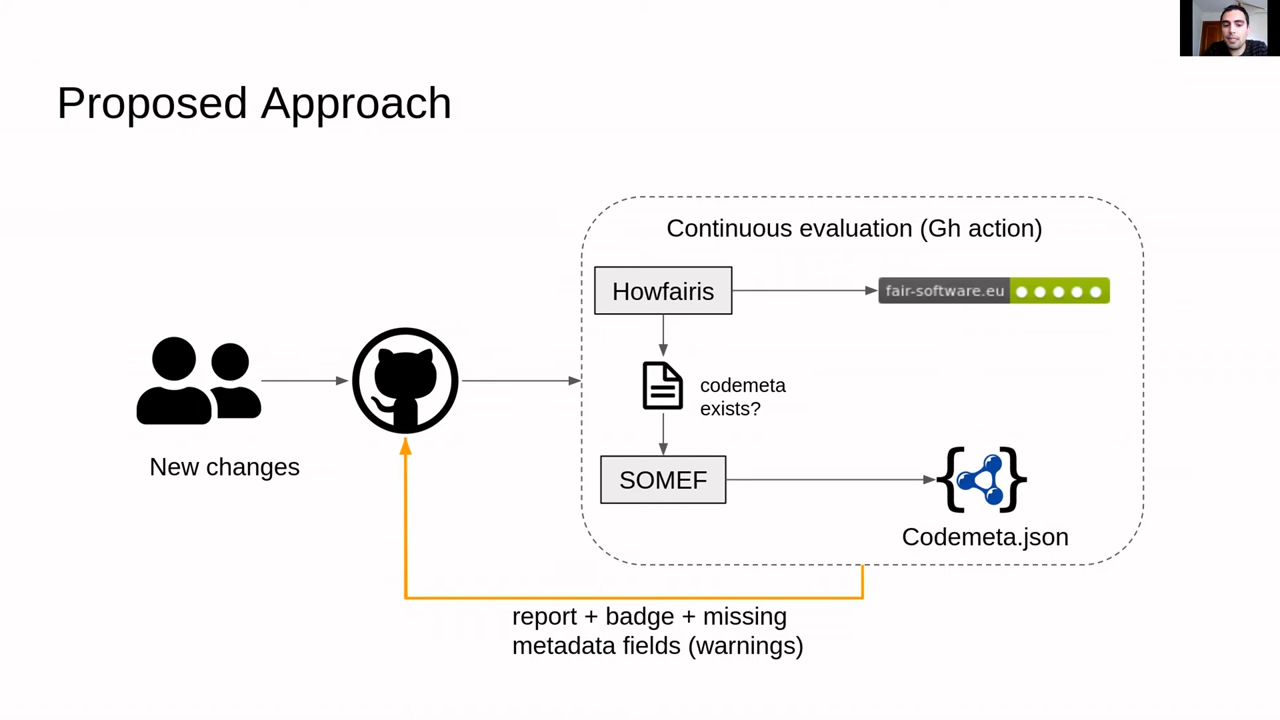 Proposed Approach
Continuous evaluation (Gh action)
Howfairis
fair-software.eu
codemeta
exists?
New changes
SOMEF
Codemeta.json
report + badge + missing
metadata fields (warnings)